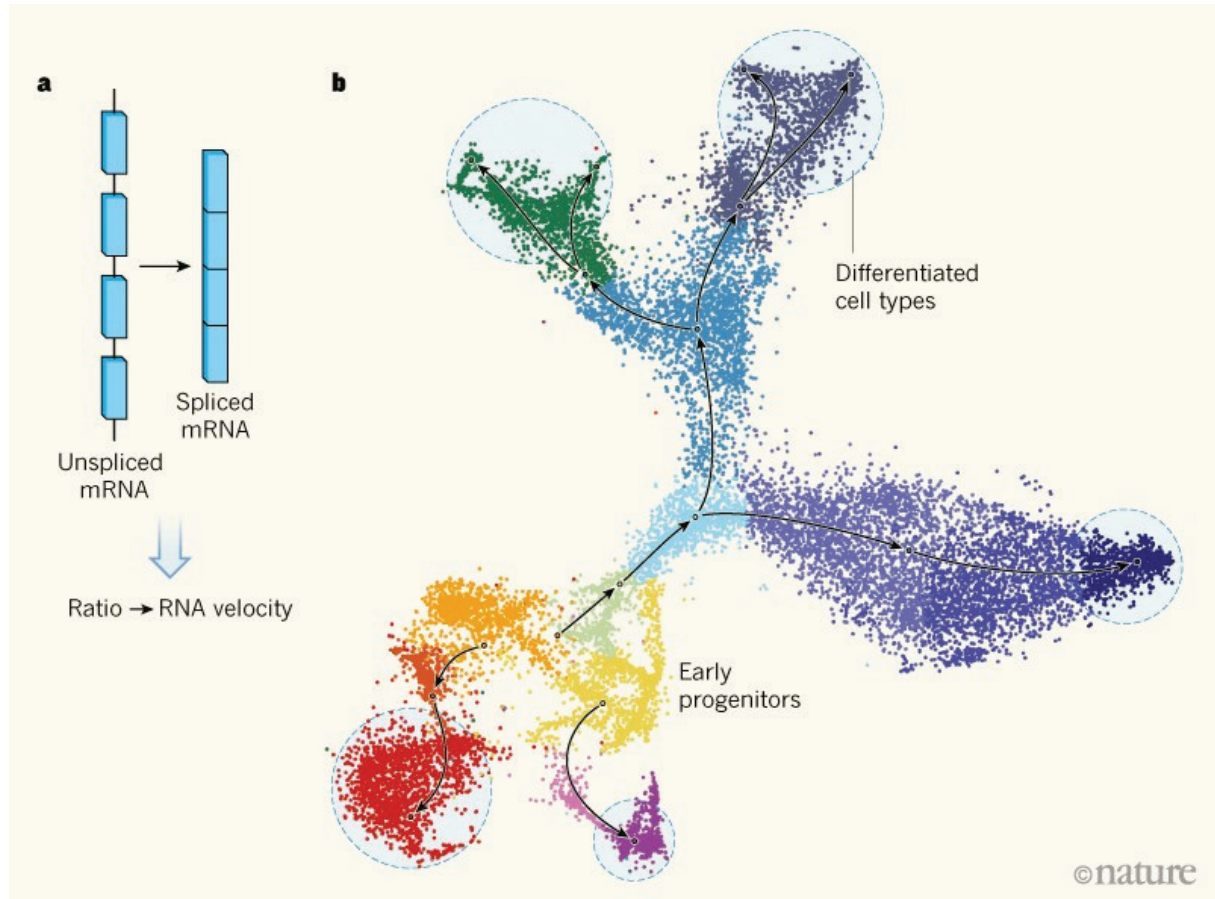 a
Unspliced
mRNA
Spliced
mRNA
Ratio → RNA velocity
b
Differentiated
cell types
Early
progenitors
©nature